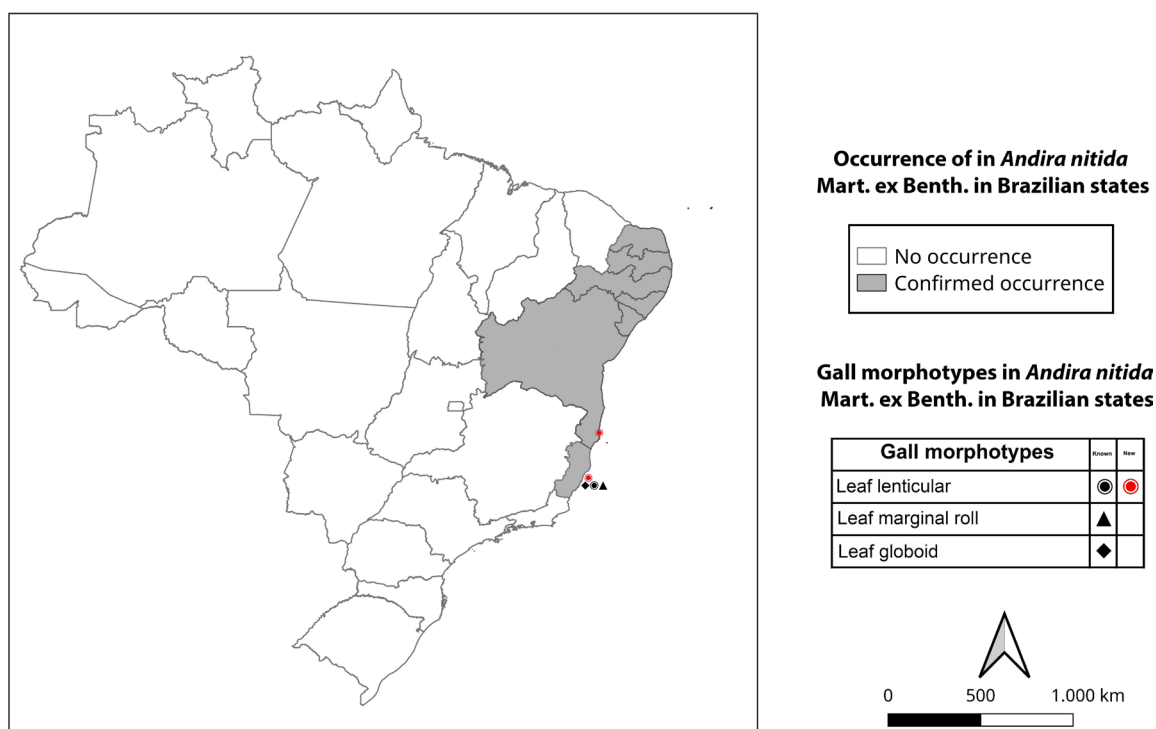 Occurrence of in Andira nitida
Mart. ex Benth. in Brazilian states
No occurrence
Confirmed occurrence
Gall morphotypes in Andira nitida
Mart. ex Benth. in Brazilian states
Gall morphotypes Known New
Leaf lenticular
Leaf marginal roll
Leaf globoid
0 500 1.000 km